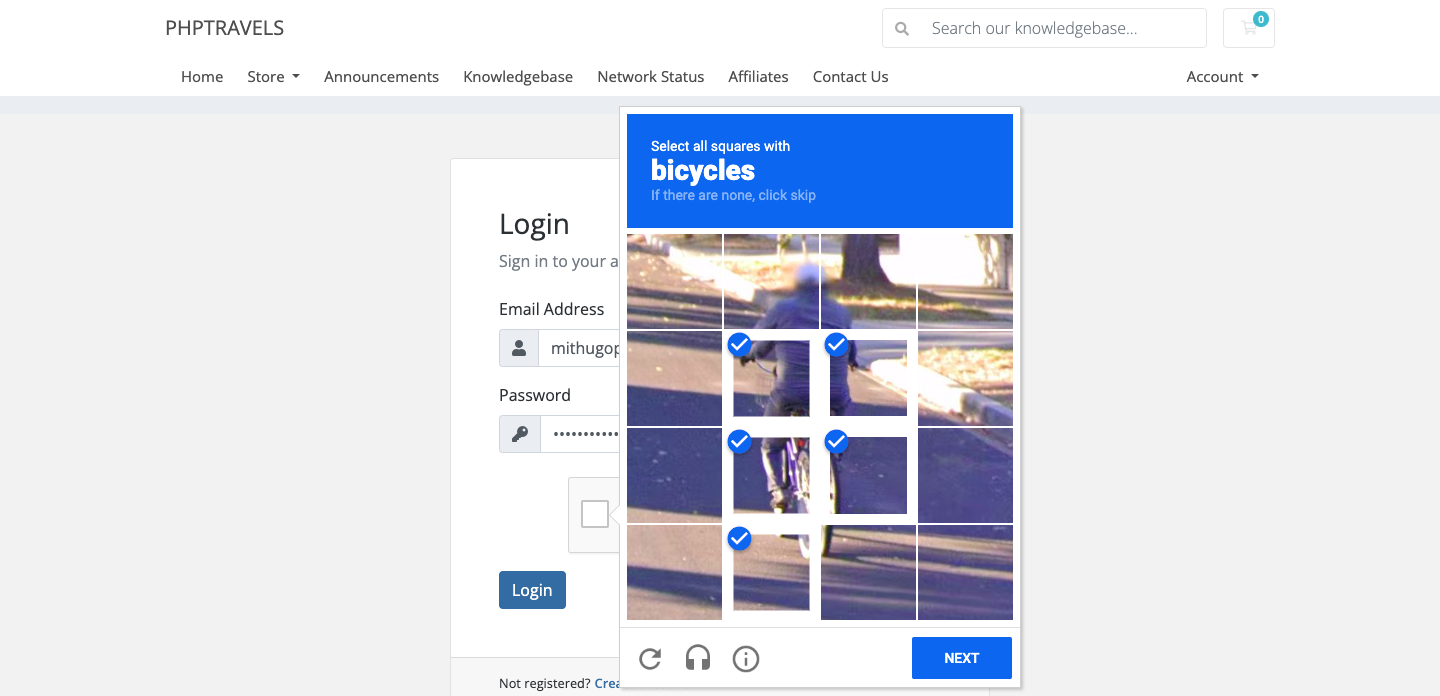 PHPTRAVELS
Search our knowledgebase...
0
Home
Store
Announcements
Knowledgebase
Network Status
Affiliates
Contact Us
Account
Select all squares with
bicycles
If there are none, click skip
Login
Sign in to your a
Email Address
mithugop
Password
Login
NEXT
Not registered? Crea